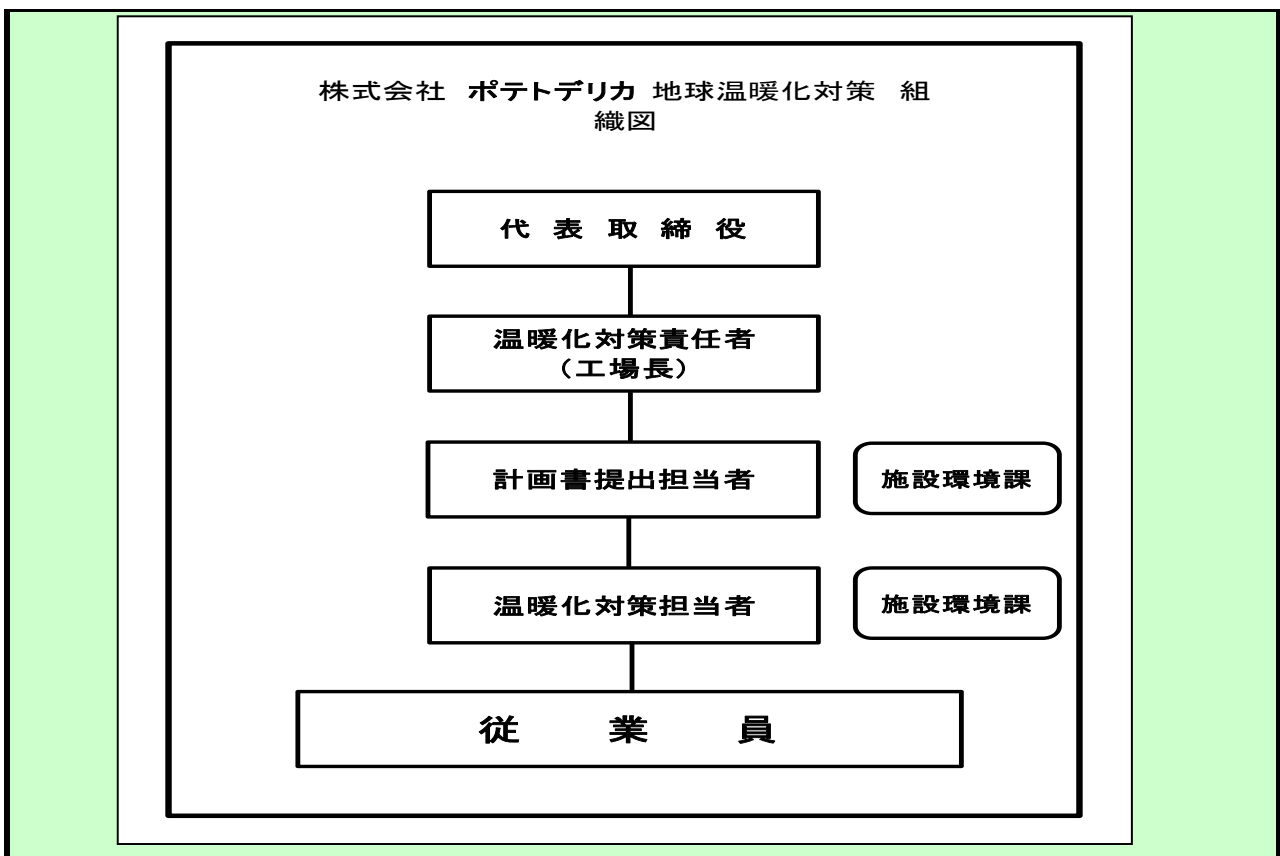 株式会社 ポテトデリカ 地球温暖化対策 組
織図
代 表 取 締 役
温暖化対策責任者
（工場長）
計画書提出担当者
施設環境課
温暖化対策担当者
施設環境課
従 業 員